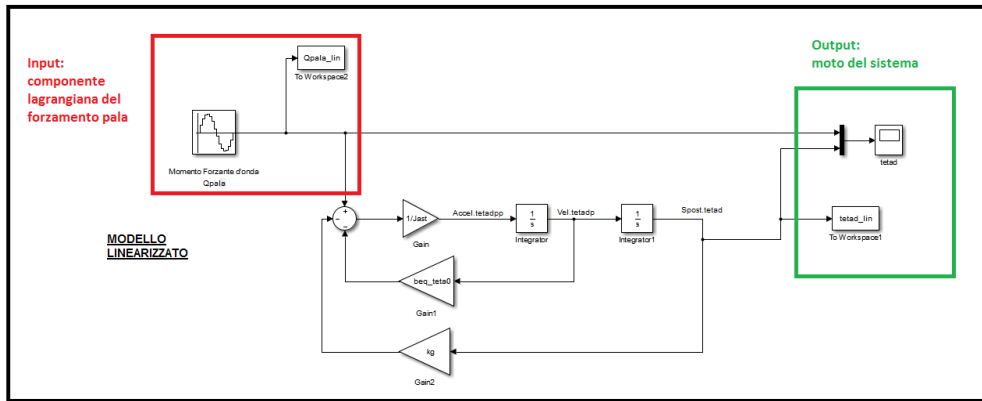 Input:
componente
lagrangiana del
forzamento pala
Qpala_lin
To Workspace2
Momento Forzante d'onda
Qpala
Output:
moto del sistema
tetad
tetad_lin
To Workspace1
MODELLO
LINEARIZZATO
+
−
−
1/Jast
Gain
Accel.tetadpp
1
s
Integrator
Vel.tetadp
1
s
Integrator1
Spost.tetad
beq_teta0
Gain1
kg
Gain2